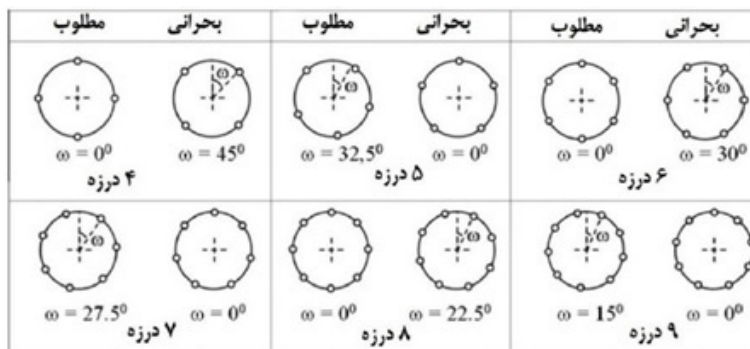 مطلوب بحرانی مطلوب بحرانی مطلوب بحرانی
ω ω ω
ω = 0⁰ ω = 45⁰ ω = 32,5⁰ ω = 0⁰ ω = 0⁰ ω = 30⁰
۴ درزه ۵ درزه ۶ درزه
ω ω ω
ω = 27.5⁰ ω = 0⁰ ω = 0⁰ ω = 22.5⁰ ω = 15⁰ ω = 0⁰
۷ درزه ۸ درزه ۹ درزه